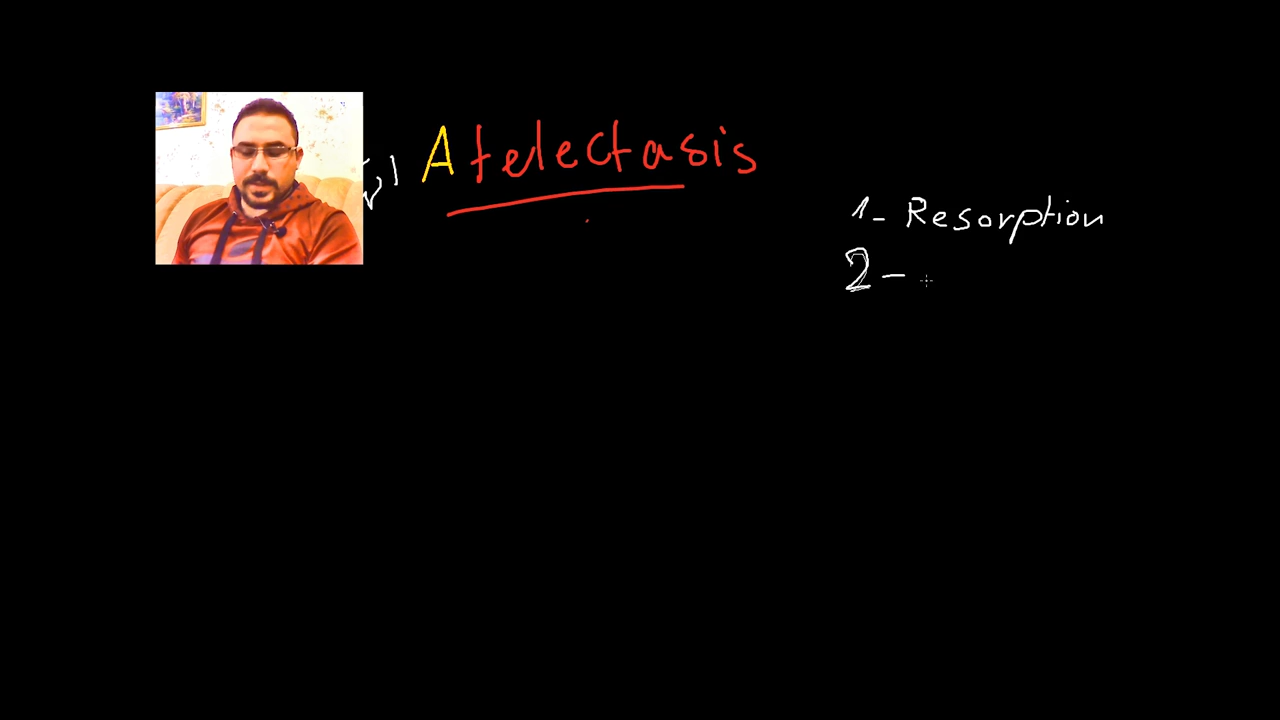 Atelectasis
1- Resorption
2-